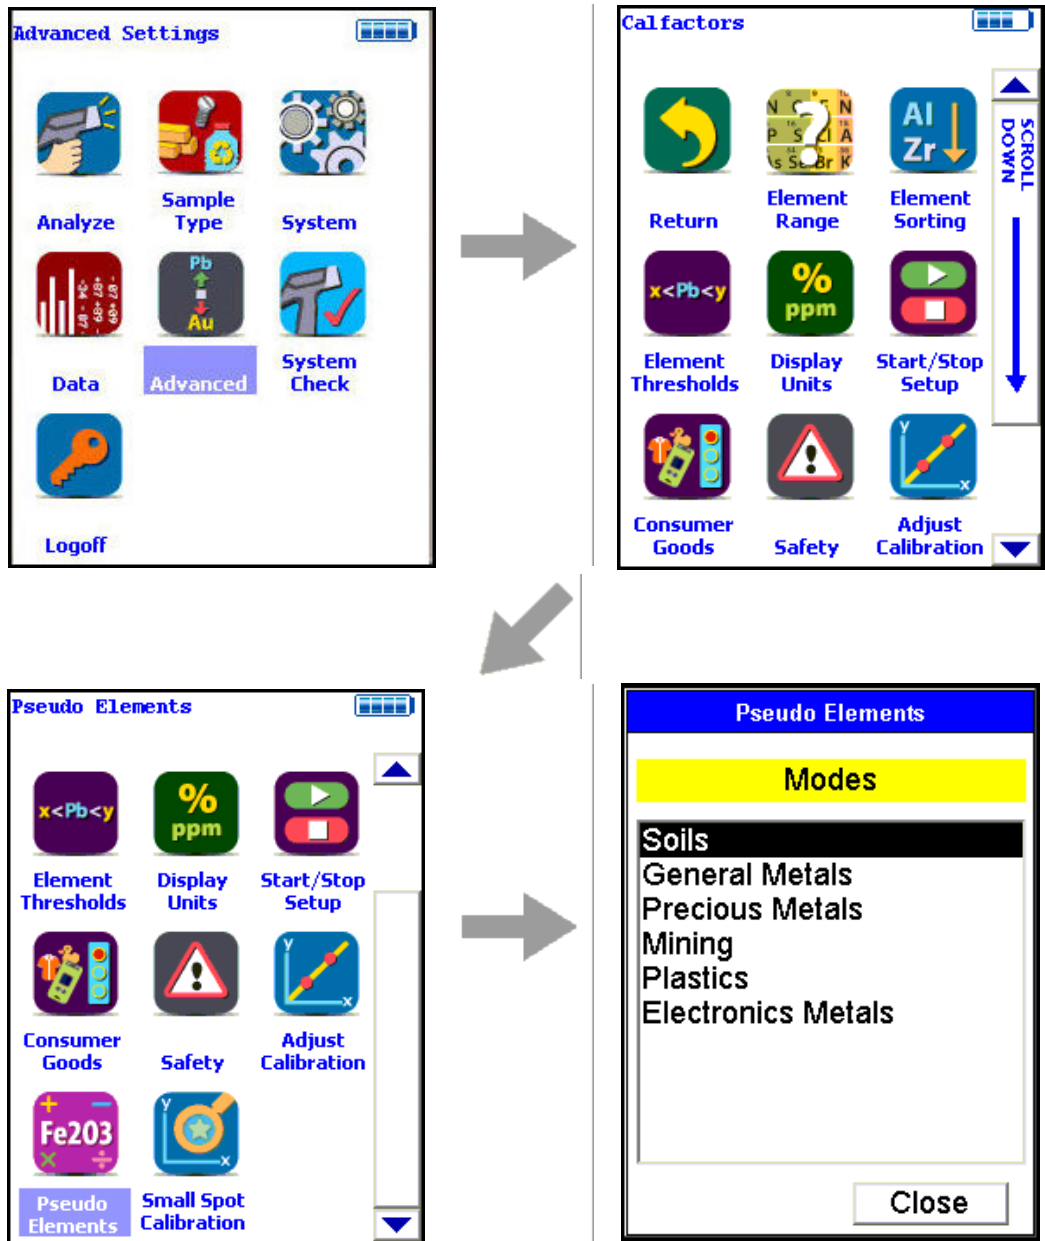 Advanced Settings
Analyze
Sample
Type
System
Pb
Au
Data
Advanced
System
Check
Logoff
Calfactors
Return
Element
Range
Al
Zr
Element
Sorting
SCROLL
DOWN
x<Pb<y
%
ppm
Element
Thresholds
Display
Units
Start/Stop
Setup
y
x
Consumer
Goods
Safety
Adjust
Calibration
Pseudo Elements
x<Pb<y
%
ppm
Element
Thresholds
Display
Units
Start/Stop
Setup
y
x
Consumer
Goods
Safety
Adjust
Calibration
+ −
Fe203
× ÷
y
x
Pseudo
Elements
Small Spot
Calibration
Pseudo Elements
Modes
Soils
General Metals
Precious Metals
Mining
Plastics
Electronics Metals
Close